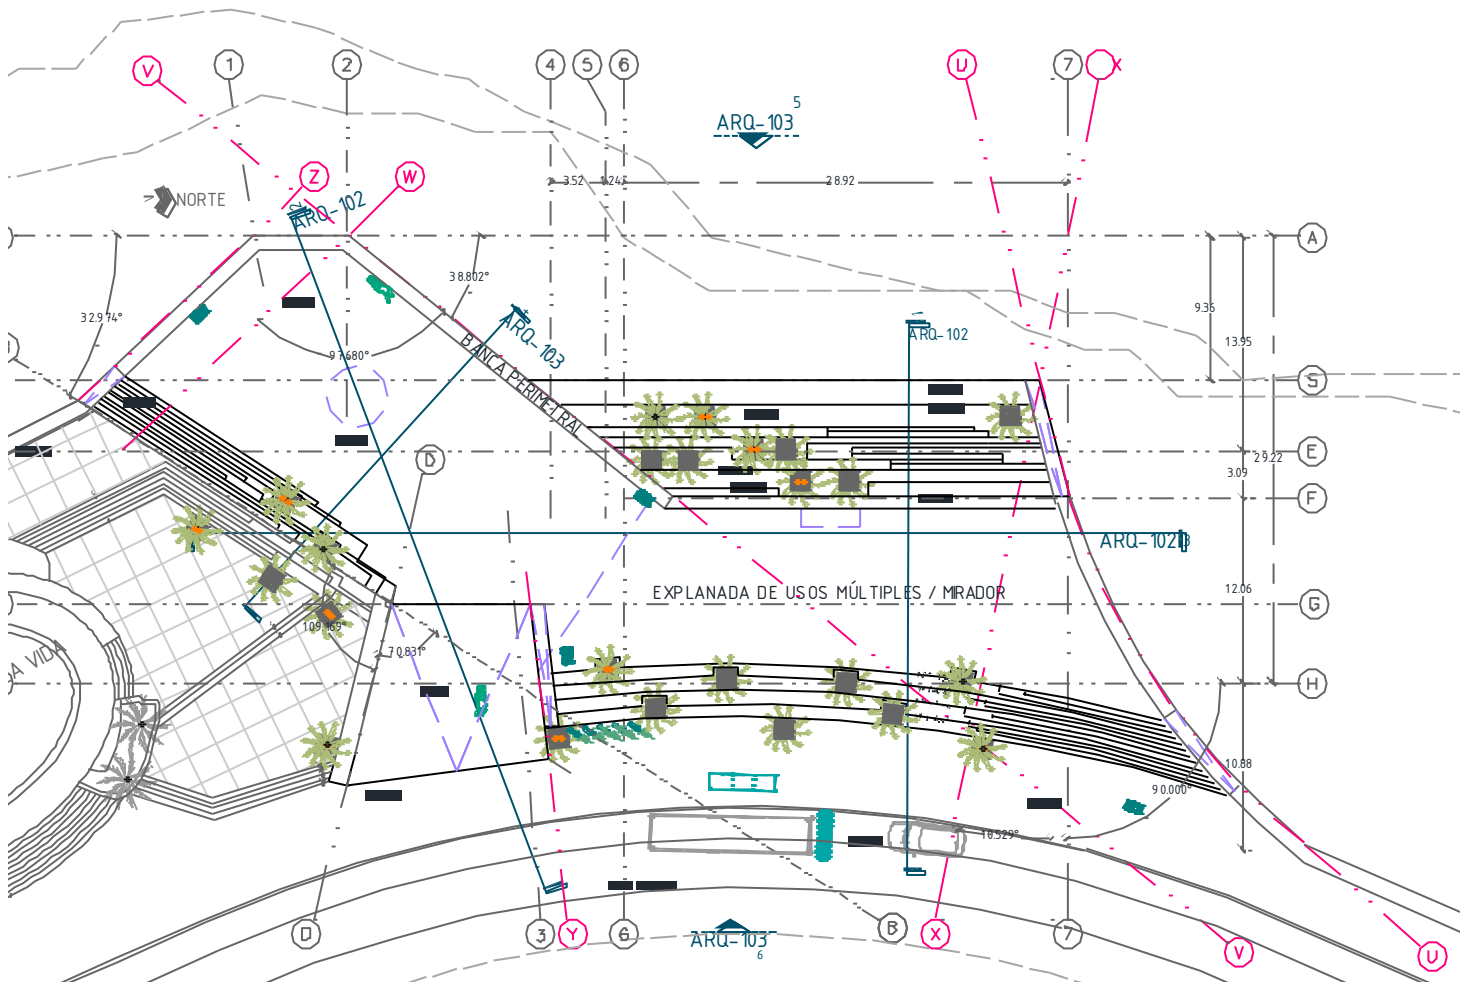 5
ARQ-103
V
1
2
4
5
6
U
7
X
3.52
1.24
28.92
Z
W
NORTE
ARQ-102
A
38.802°
9.36
32.974°
ARQ-103
ARQ-102
13.95
97.680°
BANCA PERIMETRAL
S
E
D
29.22
3.09
F
ARQ-102
EXPLANADA DE USOS MÚLTIPLES / MIRADOR
12.06
G
109.169°
70.831°
DA VIDA
H
10.88
90.000°
10.529°
D
3
Y
6
B
X
7
V
U
ARQ-103
6